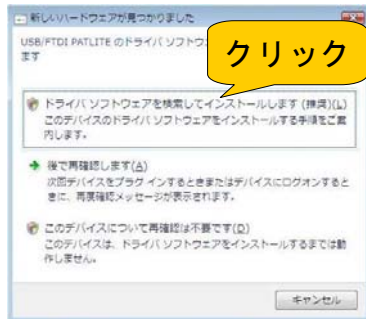 新しいハードウェアが見つかりました
USB/FTDI PATLITE のドライバ ソフトウ
ます
クリック
ドライバ ソフトウェアを検索してインストールします (推奨)(L)
このデバイスのドライバ ソフトウェアをインストールする手順をご案
内します。
後で再確認します(A)
次回デバイスをプラグ インするときまたはデバイスにログオンすると
きに、再度確認メッセージが表示されます。
このデバイスについて再確認は不要です(D)
このデバイスは、ドライバ ソフトウェアをインストールするまでは動
作しません。
キャンセル